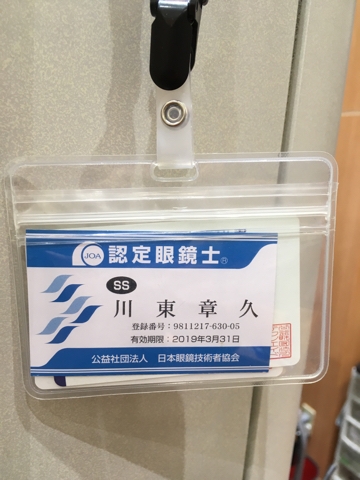 JOA 認定眼鏡士®
SS
川東章久
登録番号：9811217-630-05
有効期限：2019年3月31日
公益社団法人 日本眼鏡技術者協会